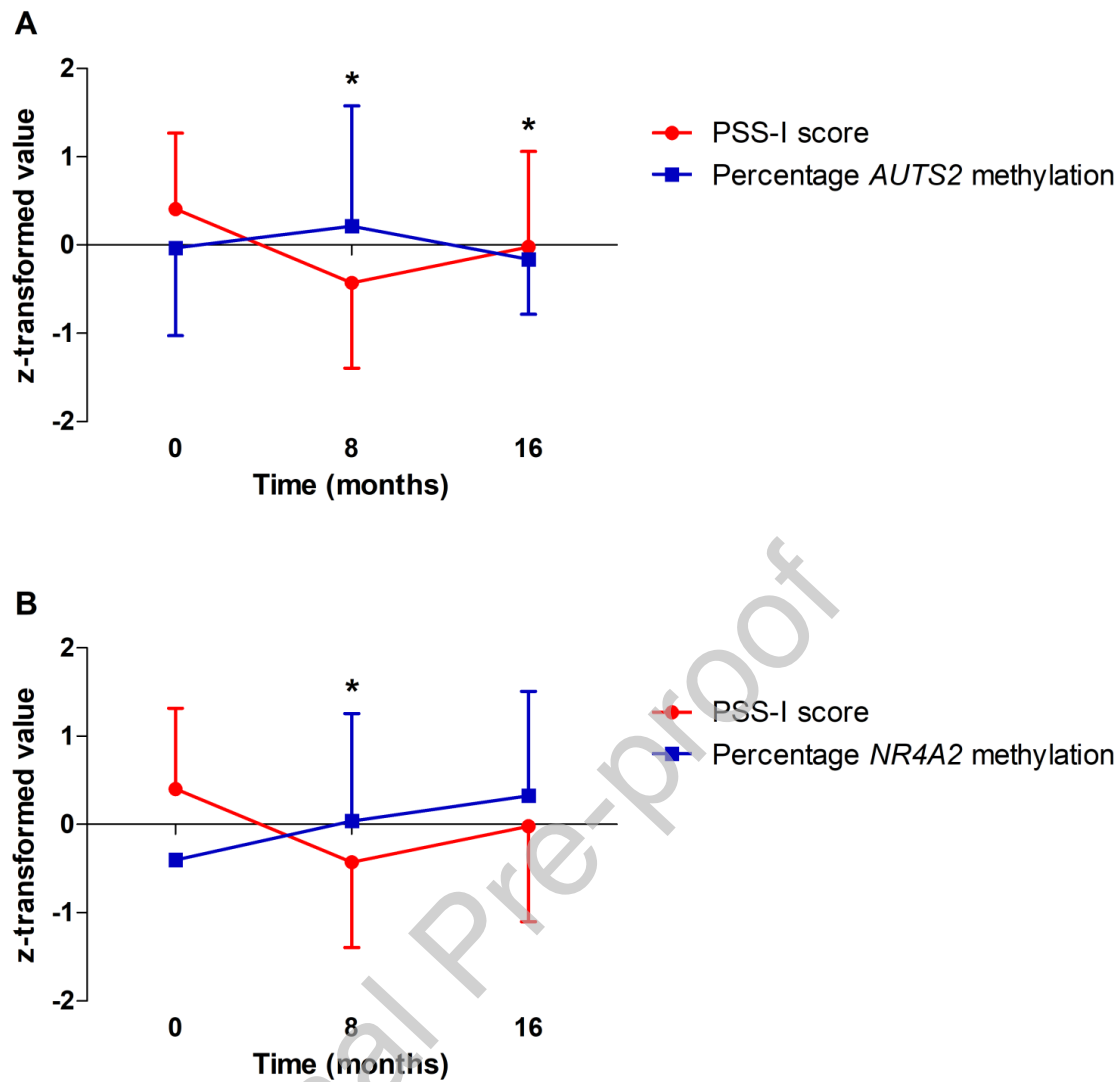 A
2
*
*
1
0
-1
-2
z-transformed value
0 8 16
Time (months)
PSS-I score
Percentage AUTS2 methylation
B
2
*
1
0
-1
-2
z-transformed value
0 8 16
Time (months)
PSS-I score
Percentage NR4A2 methylation
al Pre-proof